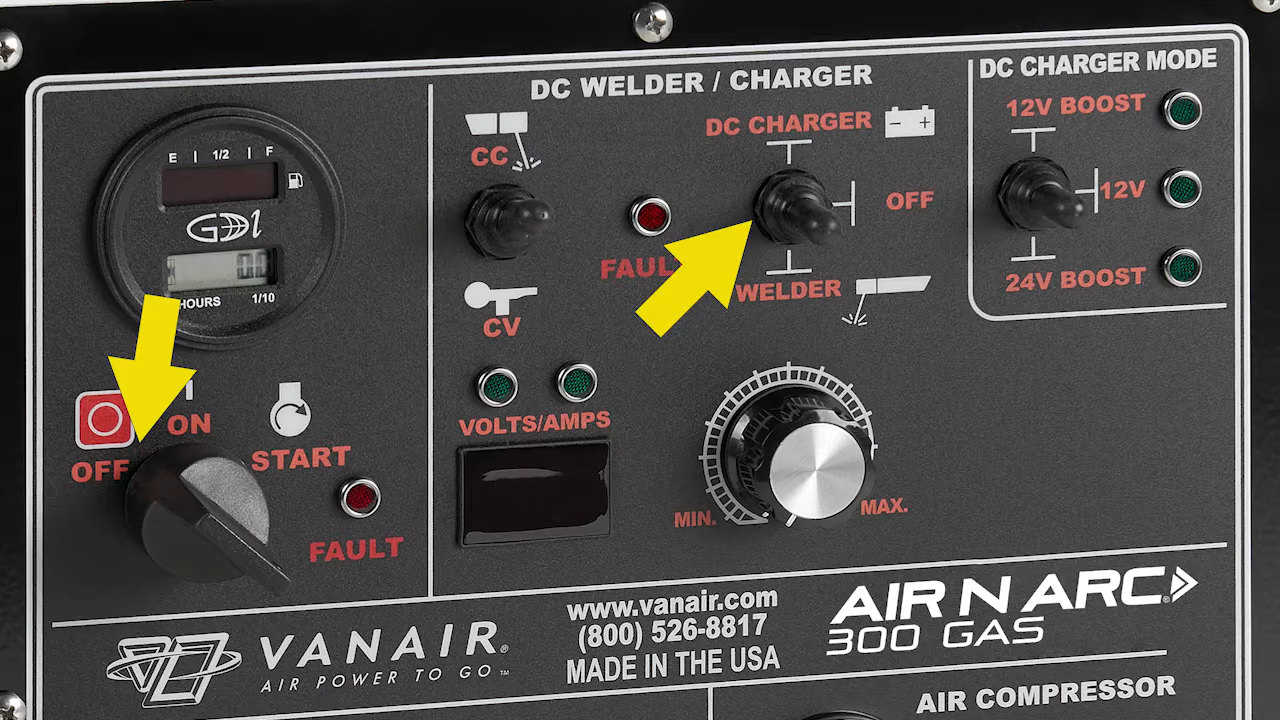 E 1/2 F
GDI
HOURS 1/10
OFF
ON
START
FAULT
DC WELDER / CHARGER
CC
CV
FAUL
DC CHARGER
- +
OFF
WELDER
DC CHARGER MODE
12V BOOST
12V
24V BOOST
VOLTS/AMPS
MIN.
MAX.
VANAIR®
AIR POWER TO GO™
www.vanair.com
(800) 526-8817
MADE IN THE USA
AIR N ARC®
300 GAS
AIR COMPRESSOR